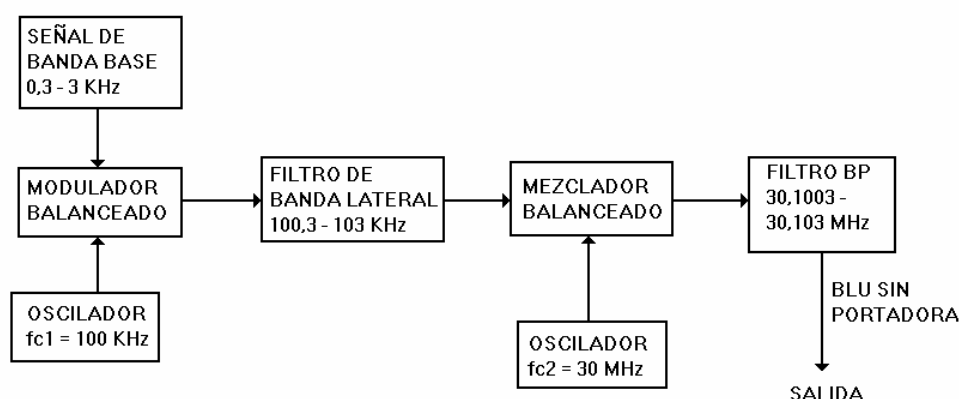 SEÑAL DE
BANDA BASE
0,3 - 3 KHz
MODULADOR
BALANCEADO
OSCILADOR
fc1 = 100 KHz
FILTRO DE
BANDA LATERAL
100,3 - 103 KHz
MEZCLADOR
BALANCEADO
OSCILADOR
fc2 = 30 MHz
FILTRO BP
30,1003 -
30,103 MHz
BLU SIN
PORTADORA
SALIDA